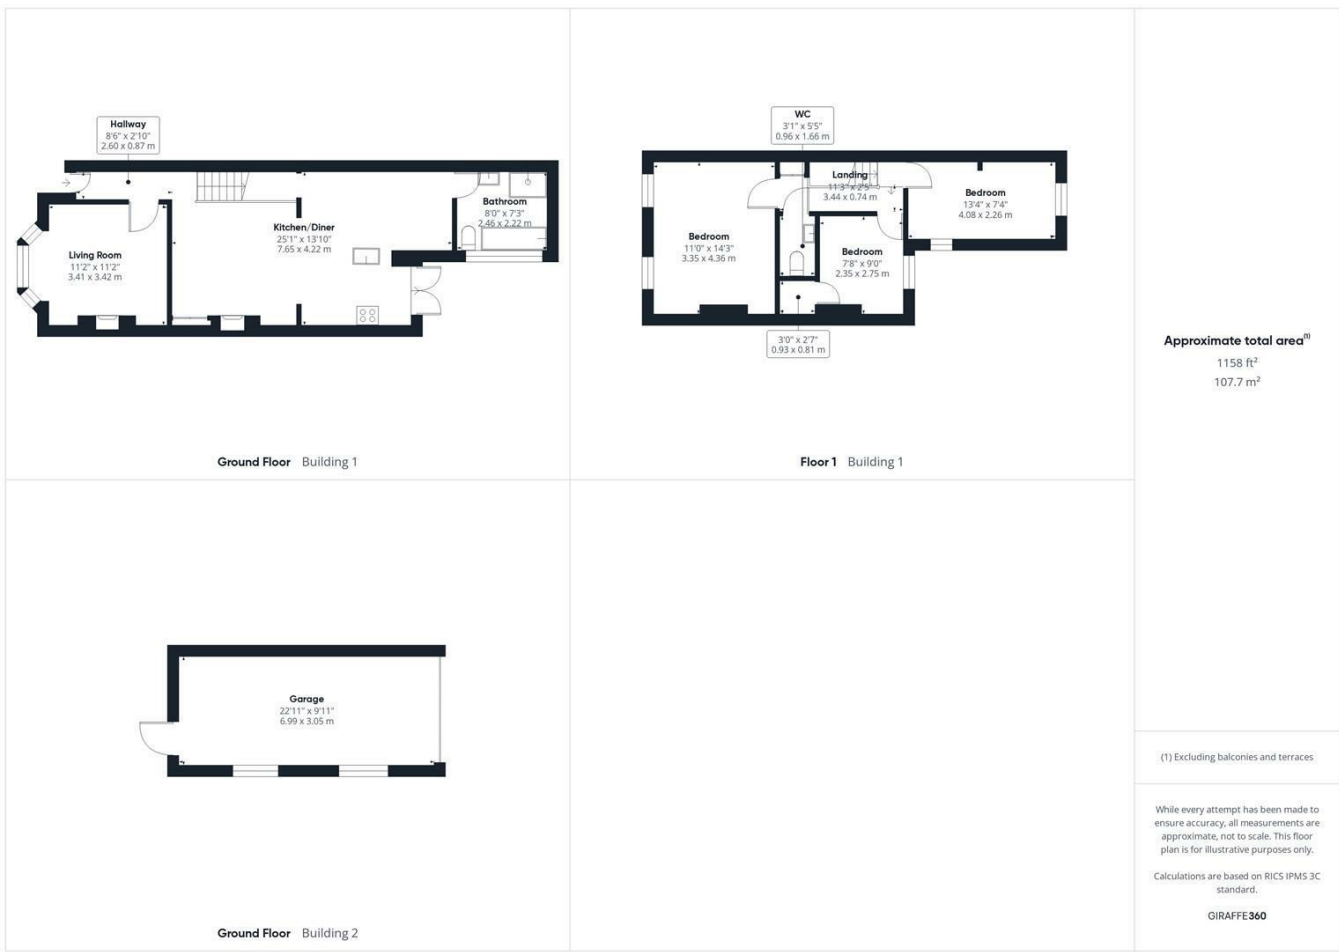 Hallway
8'6" x 2'10"
2.60 x 0.87 m
Living Room
11'2" x 11'2"
3.41 x 3.42 m
Kitchen/Diner
25'1" x 13'10"
7.65 x 4.22 m
Bathroom
8'0" x 7'3"
2.46 x 2.22 m
Ground Floor Building 1
WC
3'1" x 5'5"
0.96 x 1.66 m
Landing
11'3" x 2'5"
3.44 x 0.74 m
Bedroom
13'4" x 7'4"
4.08 x 2.26 m
Bedroom
11'0" x 14'3"
3.35 x 4.36 m
Bedroom
7'8" x 9'0"
2.35 x 2.75 m
3'0" x 2'7"
0.93 x 0.81 m
Floor 1 Building 1
Garage
22'11" x 9'11"
6.99 x 3.05 m
Ground Floor Building 2
Approximate total area(1)
1158 ft²
107.7 m²
(1) Excluding balconies and terraces
While every attempt has been made to
ensure accuracy, all measurements are
approximate, not to scale. This floor
plan is for illustrative purposes only.
Calculations are based on RICS IPMS 3C
standard.
GIRAFFE360